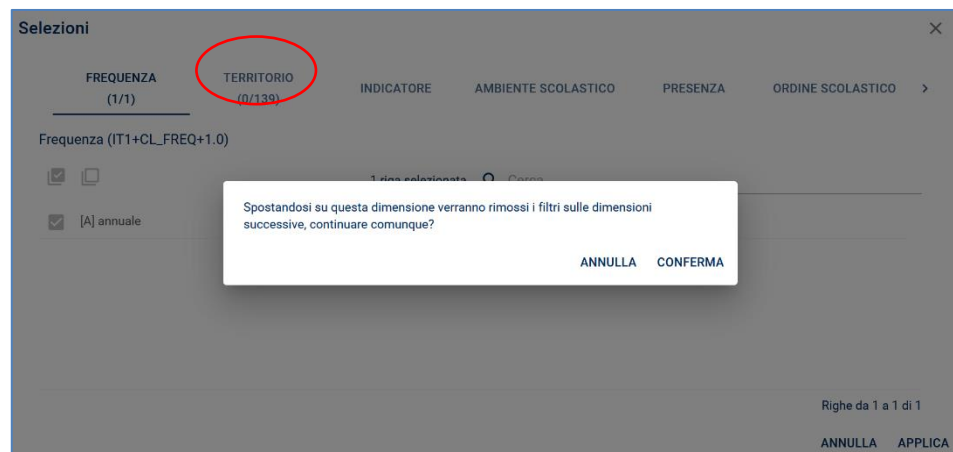 Selezioni
FREQUENZA
(1/1)
TERRITORIO
(0/139)
INDICATORE
AMBIENTE SCOLASTICO
PRESENZA
ORDINE SCOLASTICO
Frequenza (IT1+CL_FREQ+1.0)
1 riga selezionata
Cerca
[A] annuale
Spostandosi su questa dimensione verranno rimossi i filtri sulle dimensioni
successive, continuare comunque?
ANNULLA CONFERMA
Righe da 1 a 1 di 1
ANNULLA APPLICA